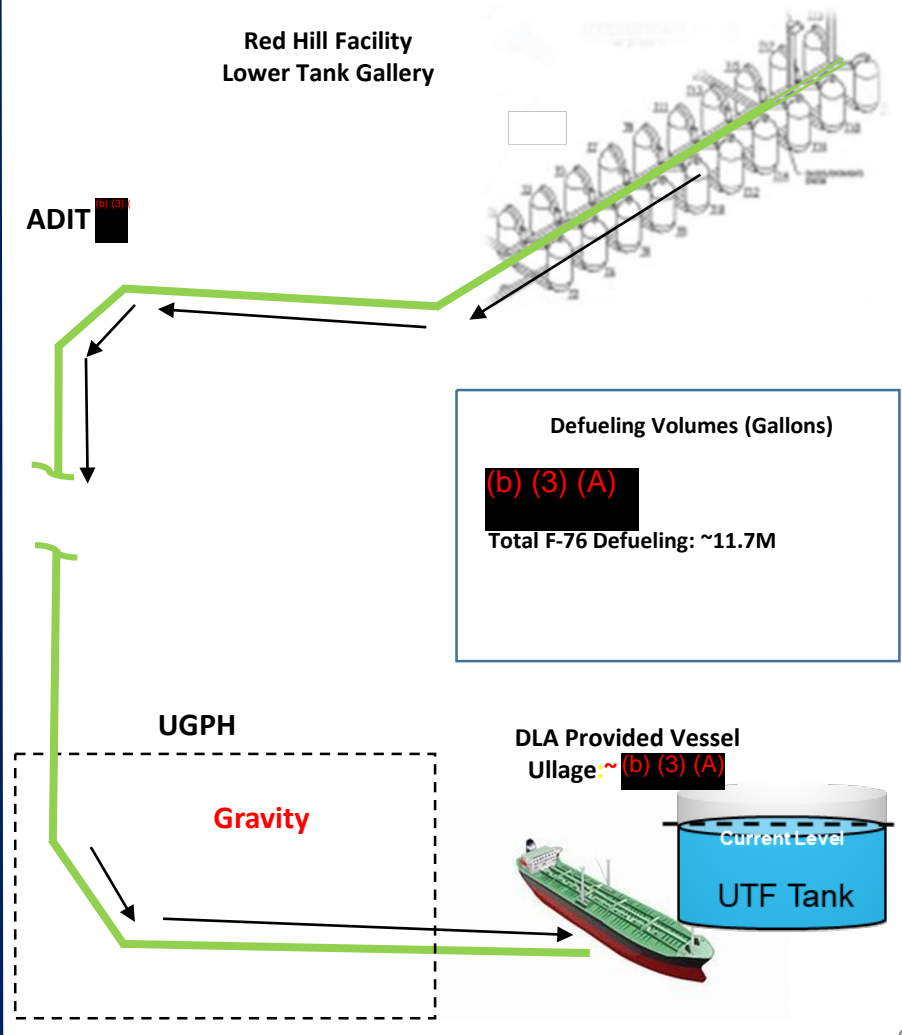 Red Hill Facility
Lower Tank Gallery
ADIT
(b) (3) (
Defueling Volumes (Gallons)
(b) (3) (A)
Total F-76 Defueling: ~11.7M
UGPH
Gravity
DLA Provided Vessel
Ullage:~ (b) (3) (A)
Current Level
UTF Tank